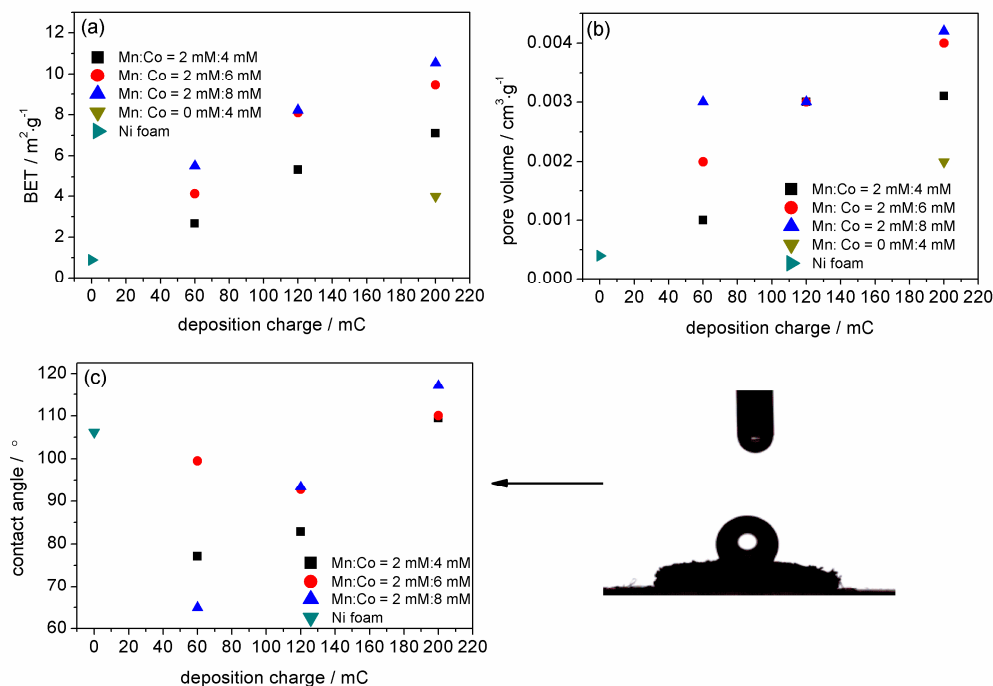 (a)
BET / m²·g⁻¹
12
10
8
6
4
2
0
Mn:Co = 2 mM:4 mM
Mn: Co = 2 mM:6 mM
Mn: Co = 2 mM:8 mM
Mn: Co = 0 mM:4 mM
Ni foam
0 20 40 60 80 100 120 140 160 180 200 220
deposition charge / mC
(b)
pore volume / cm³·g⁻¹
0.004
0.003
0.002
0.001
0.000
Mn:Co = 2 mM:4 mM
Mn: Co = 2 mM:6 mM
Mn: Co = 2 mM:8 mM
Mn: Co = 0 mM:4 mM
Ni foam
0 20 40 60 80 100 120 140 160 180 200 220
deposition charge / mC
(c)
contact angle / °
120
110
100
90
80
70
60
Mn:Co = 2 mM:4 mM
Mn:Co = 2 mM:6 mM
Mn:Co = 2 mM:8 mM
Ni foam
0 20 40 60 80 100 120 140 160 180 200 220
deposition charge / mC